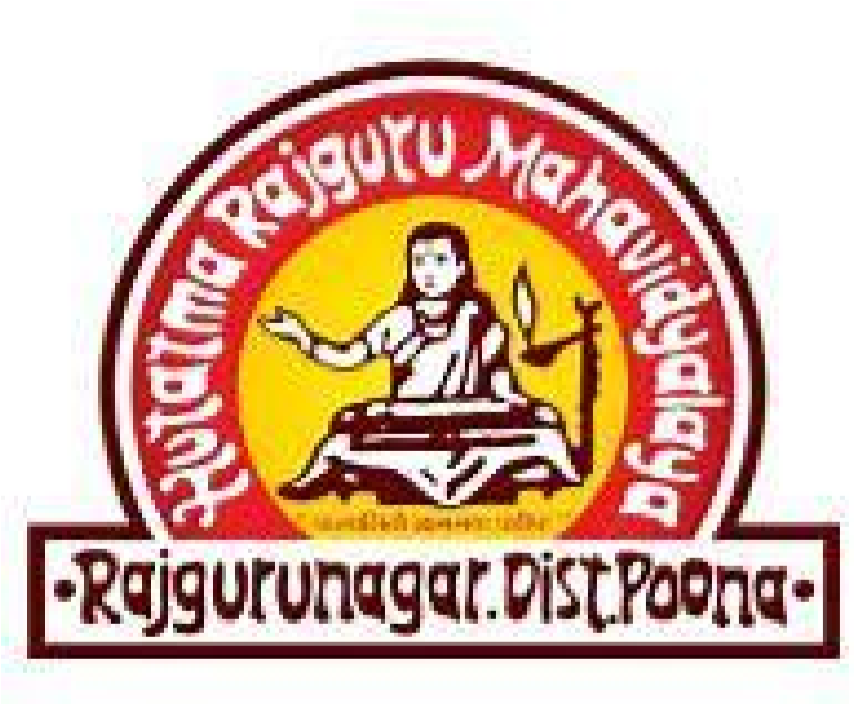 Hutatma Rajguru Mahavidyalaya
•Rajgurunagar.Dist.Poona•